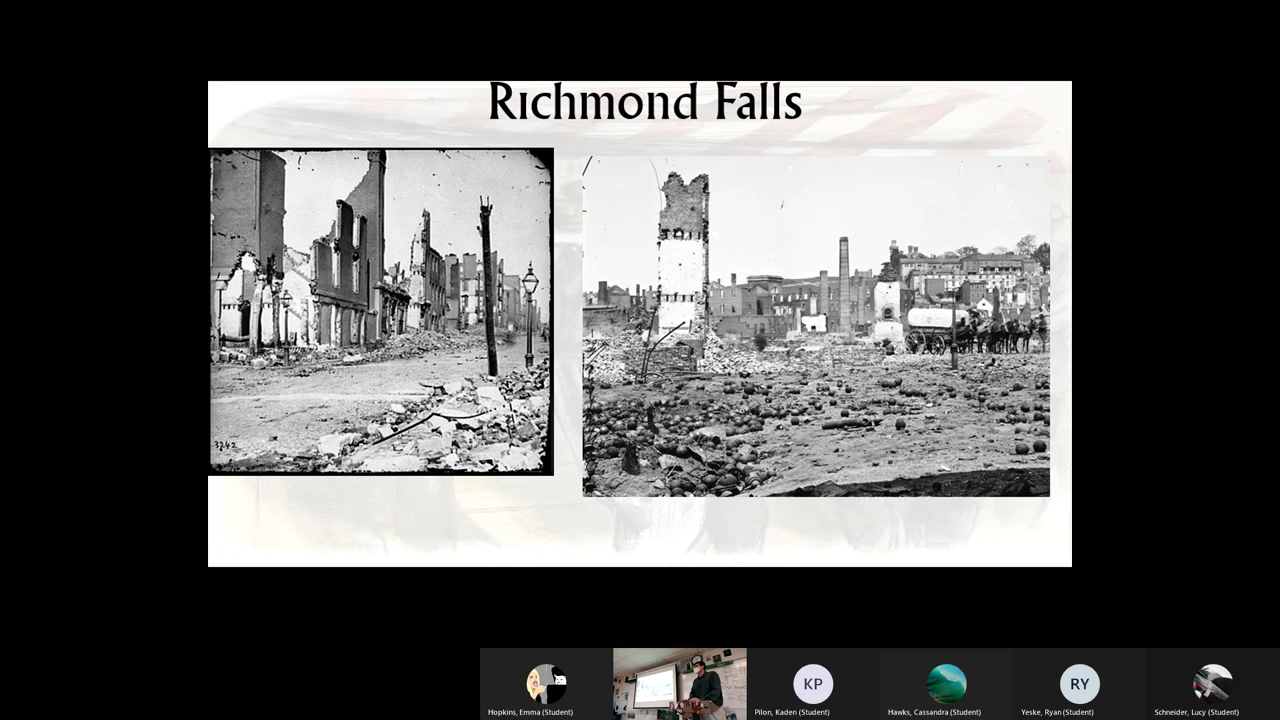 Richmond Falls
3242
Hopkins, Emma (Student)
KP
Pilon, Kaden (Student)
Hawks, Cassandra (Student)
RY
Yeske, Ryan (Student)
Schneider, Lucy (Student)